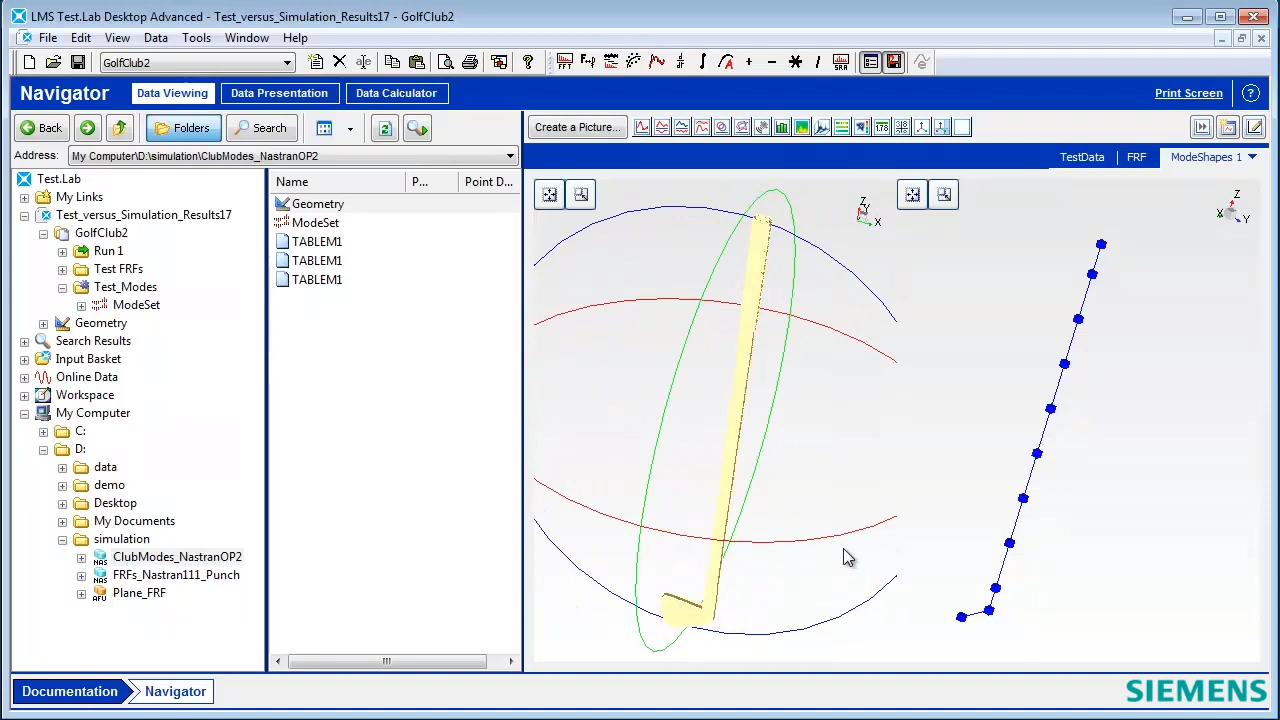 LMS Test.Lab Desktop Advanced - Test_versus_Simulation_Results17 - GolfClub2
File Edit View Data Tools Window Help
GolfClub2
Navigator Data Viewing Data Presentation Data Calculator Print Screen
Back Folders Search
Create a Picture...
Address: My Computer\D:\simulation\ClubModes_NastranOP2
TestData FRF ModeShapes 1
Test.Lab
My Links
Test_versus_Simulation_Results17
GolfClub2
Run 1
Test FRFs
Test_Modes
ModeSet
Geometry
Search Results
Input Basket
Online Data
Workspace
My Computer
C:
D:
data
demo
Desktop
My Documents
simulation
ClubModes_NastranOP2
FRFs_Nastran111_Punch
Plane_FRF
Name P... Point D...
Geometry
ModeSet
TABLEM1
TABLEM1
TABLEM1
Z
Y
X
Z
X
Y
Documentation Navigator
SIEMENS